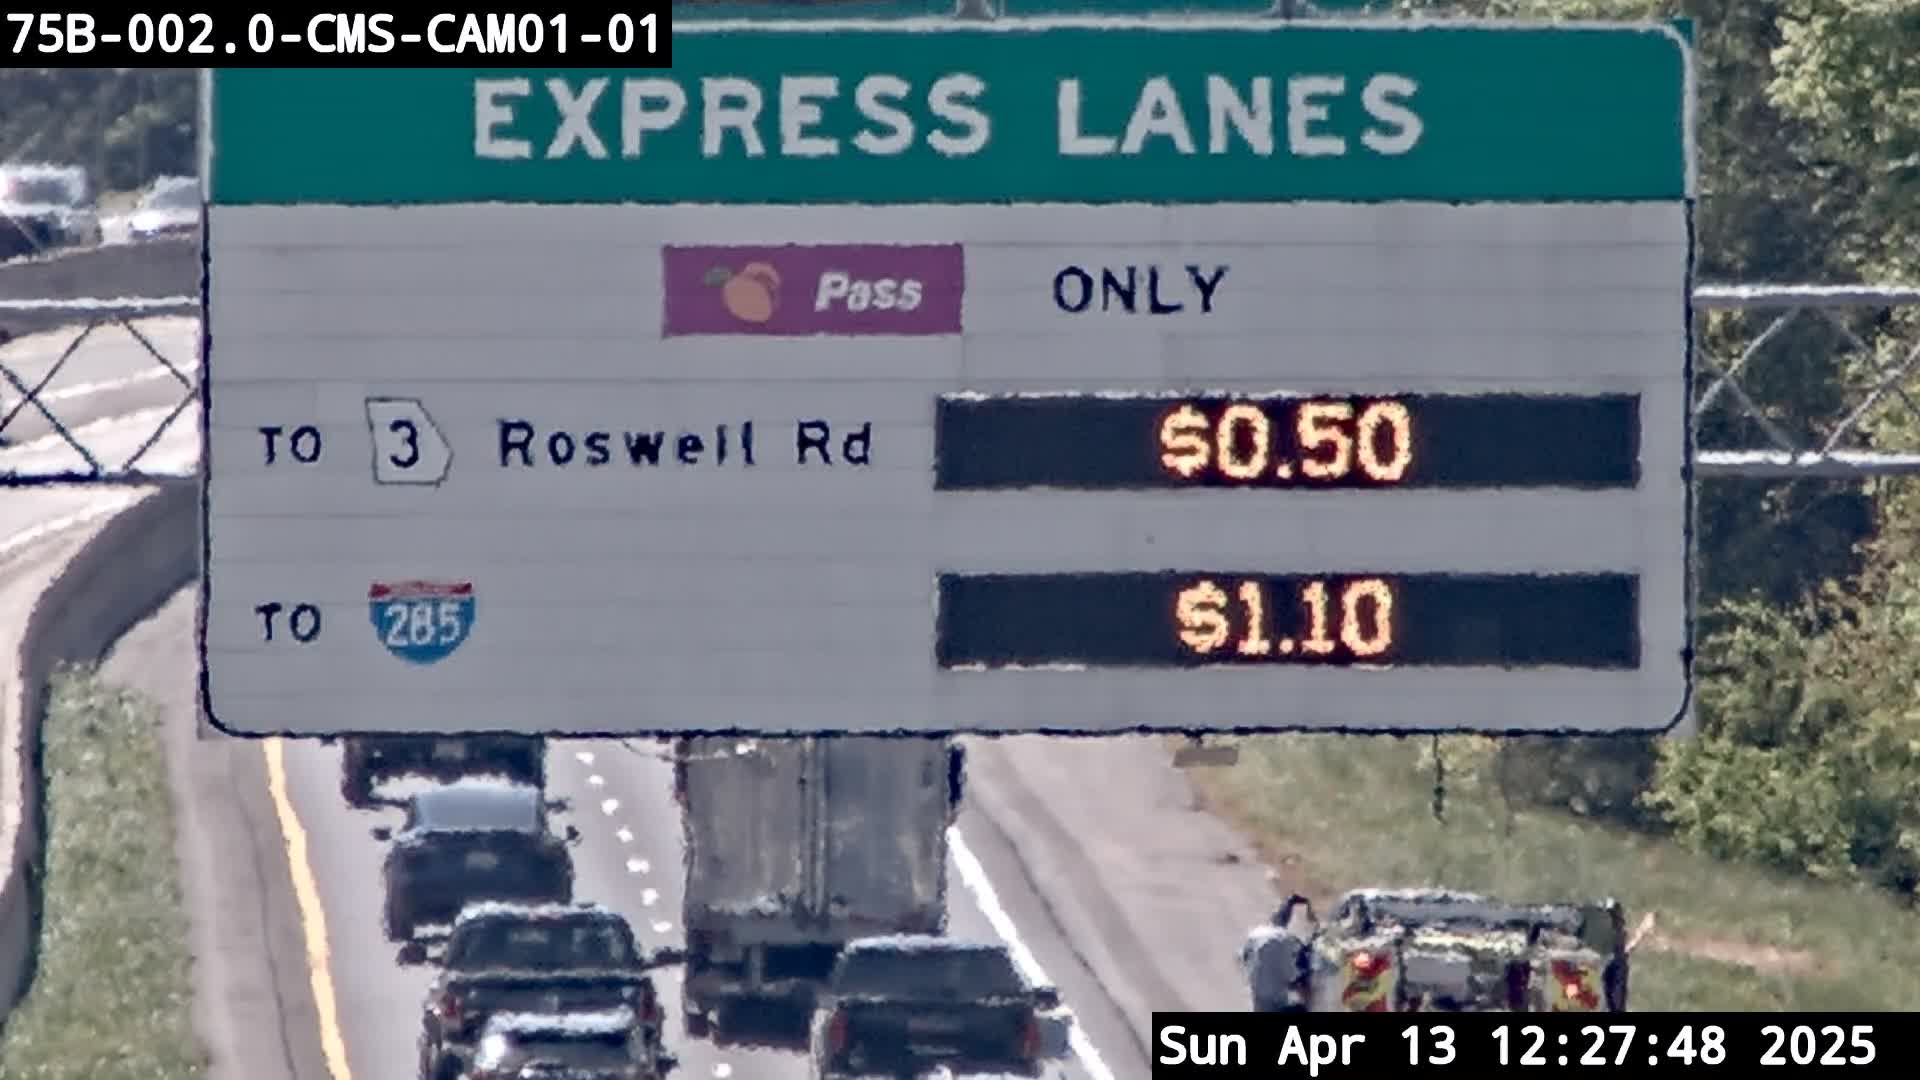 75B-002.0-CMS-CAM01-01
EXPRESS LANES
Pass ONLY
TO 3 Roswell Rd $0.50
TO 285 $1.10
Sun Apr 13 12:27:48 2025